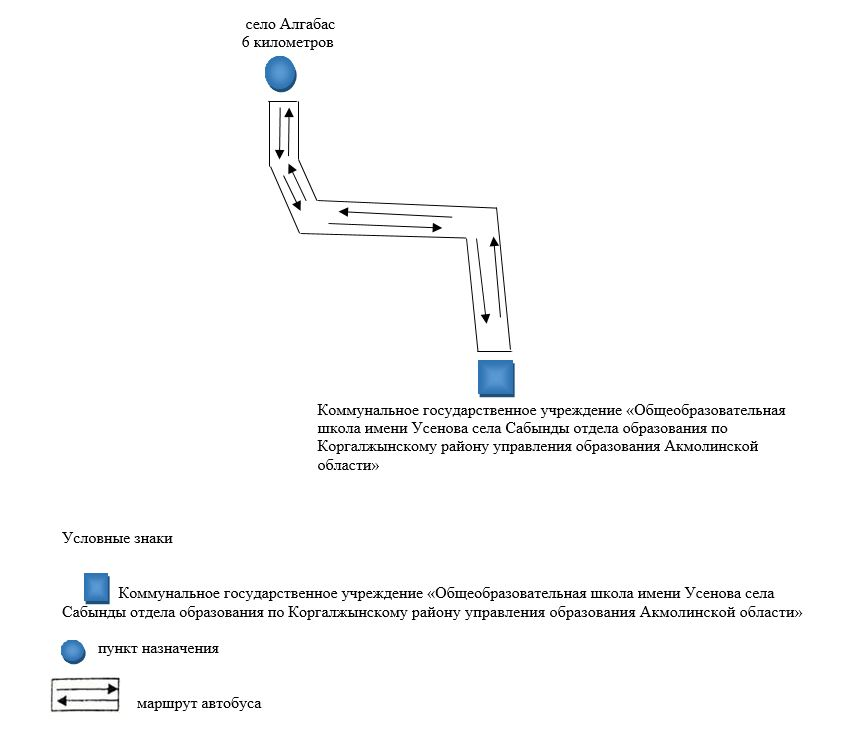 село Алгабас
6 километров
Коммунальное государственное учреждение «Общеобразовательная
школа имени Усенова села Сабынды отдела образования по
Коргалжынскому району управления образования Акмолинской
области»
Условные знаки
Коммунальное государственное учреждение «Общеобразовательная школа имени Усенова села
Сабынды отдела образования по Коргалжынскому району управления образования Акмолинской области»
пункт назначения
маршрут автобуса